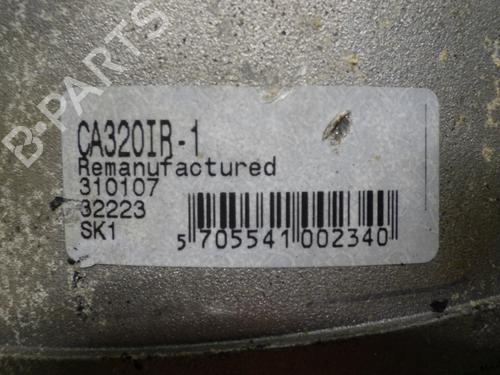 B-PARTS
CA320IR-1
Remanufactured
310107
32223
SK1
5 705541 002340